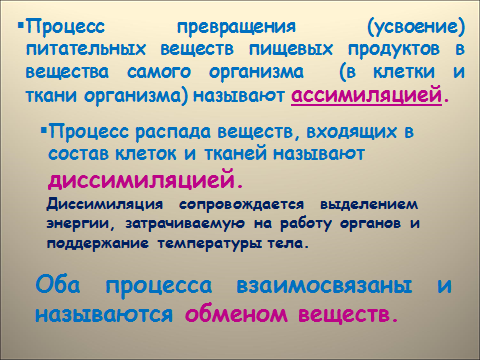 ▪Процесс превращения (усвоение)
питательных веществ пищевых продуктов в
вещества самого организма (в клетки и
ткани организма) называют ассимиляцией.
▪Процесс распада веществ, входящих в
состав клеток и тканей называют
диссимиляцией.
Диссимиляция сопровождается выделением
энергии, затрачиваемую на работу органов и
поддержание температуры тела.
Оба процесса взаимосвязаны и
называются обменом веществ.